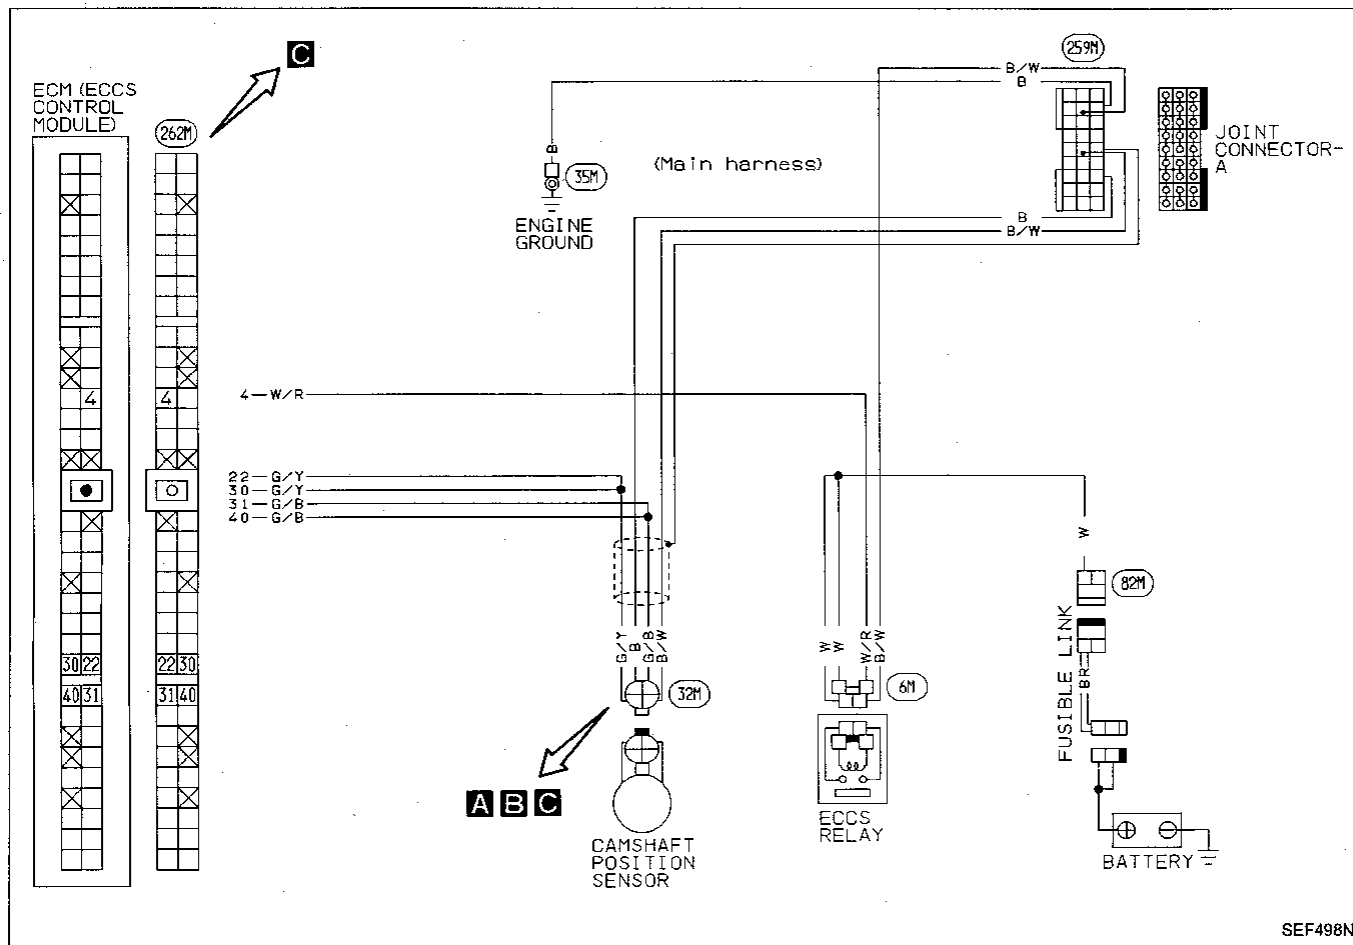 C
259M
ECM (ECCS
CONTROL
MODULE)
262M
B/W
B
JOINT
CONNECTOR-
A
B
35M
(Main harness)
ENGINE
GROUND
B
B/W
4 4
4 W/R
22 G/Y
30 G/Y
31 G/B
40 G/B
W
82M
FUSIBLE LINK
BR
30 22 22 30
40 31 31 40
G/Y
B
G/B
B/W
32M
W
W
W/R
B/W
6M
A B C
CAMSHAFT
POSITION
SENSOR
ECCS
RELAY
BATTERY
SEF498N